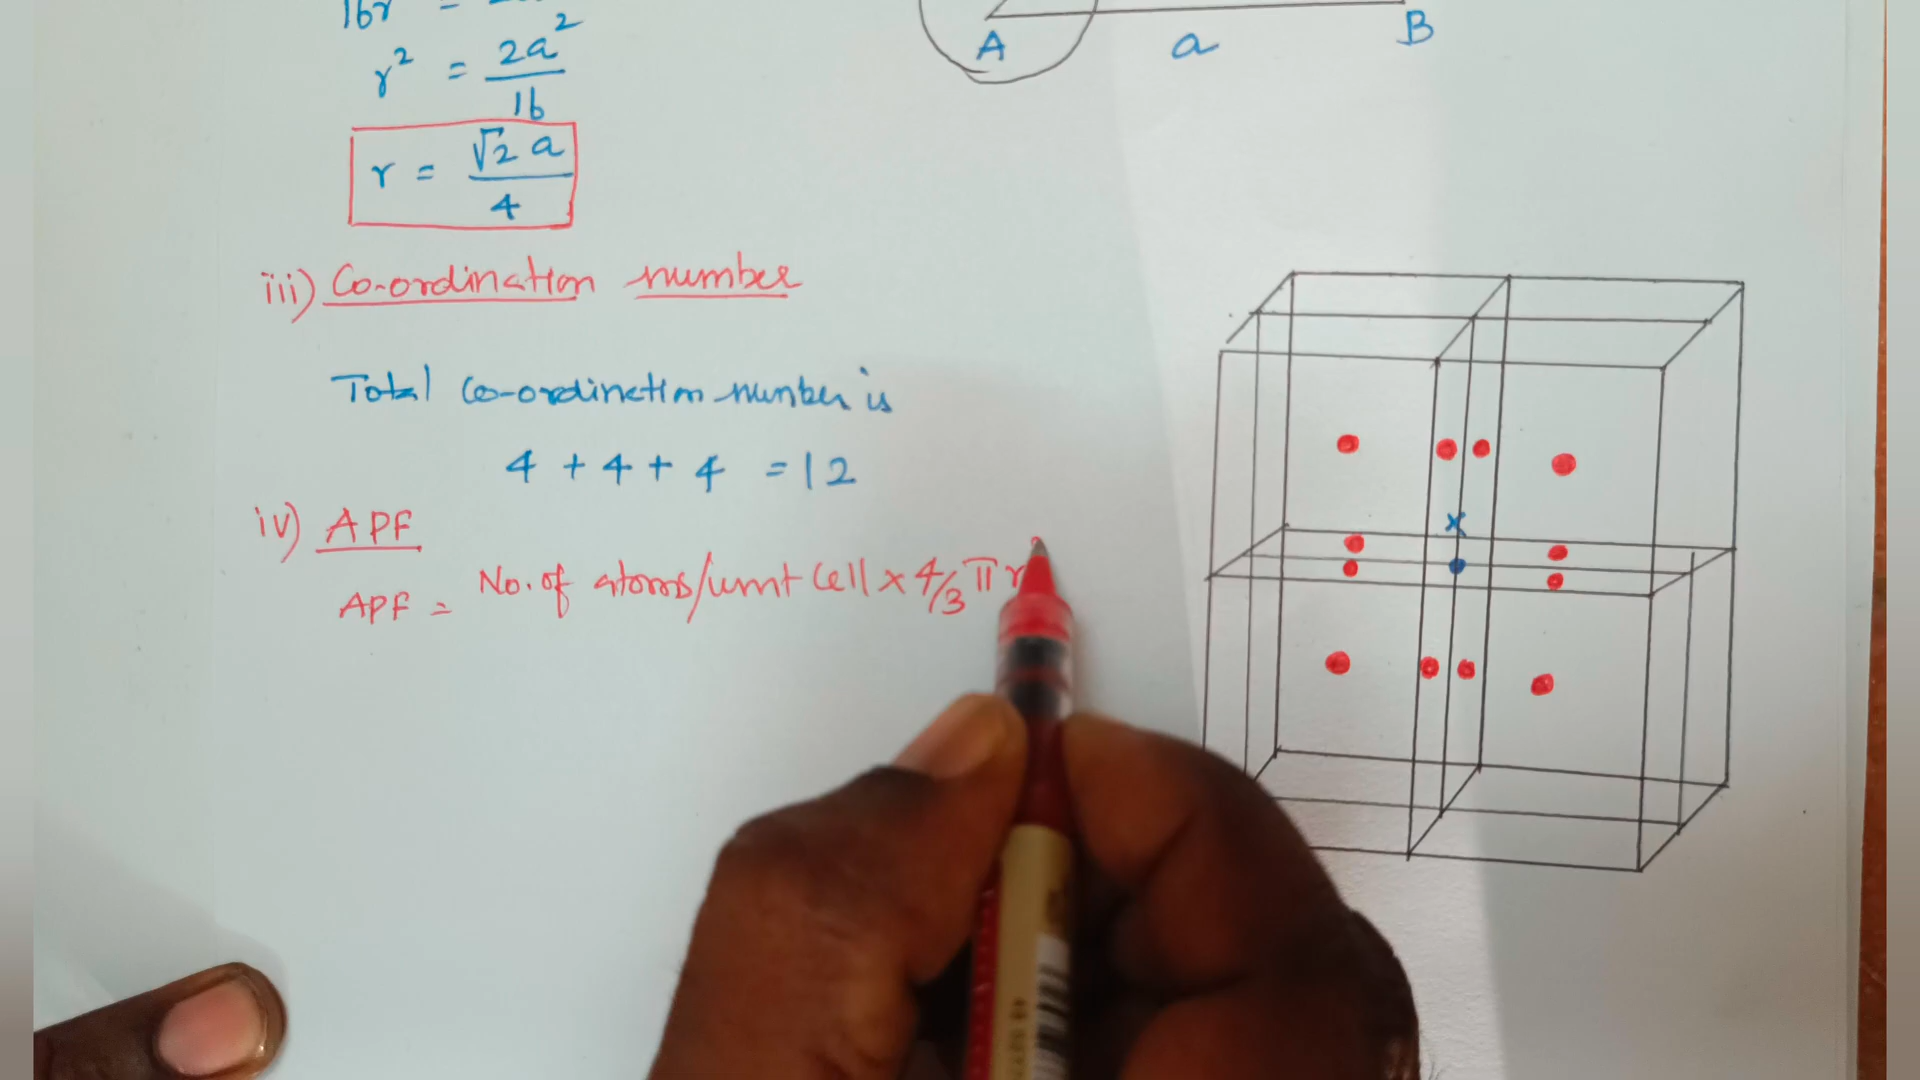 16r =
r² = 2a²/16
r = √2 a/4
A a B
iii) Co-ordination number
Total Co-ordination number is
4 + 4 + 4 = 12
x
iv) APF
APF = No. of atoms/unit Cell x 4/3 π r